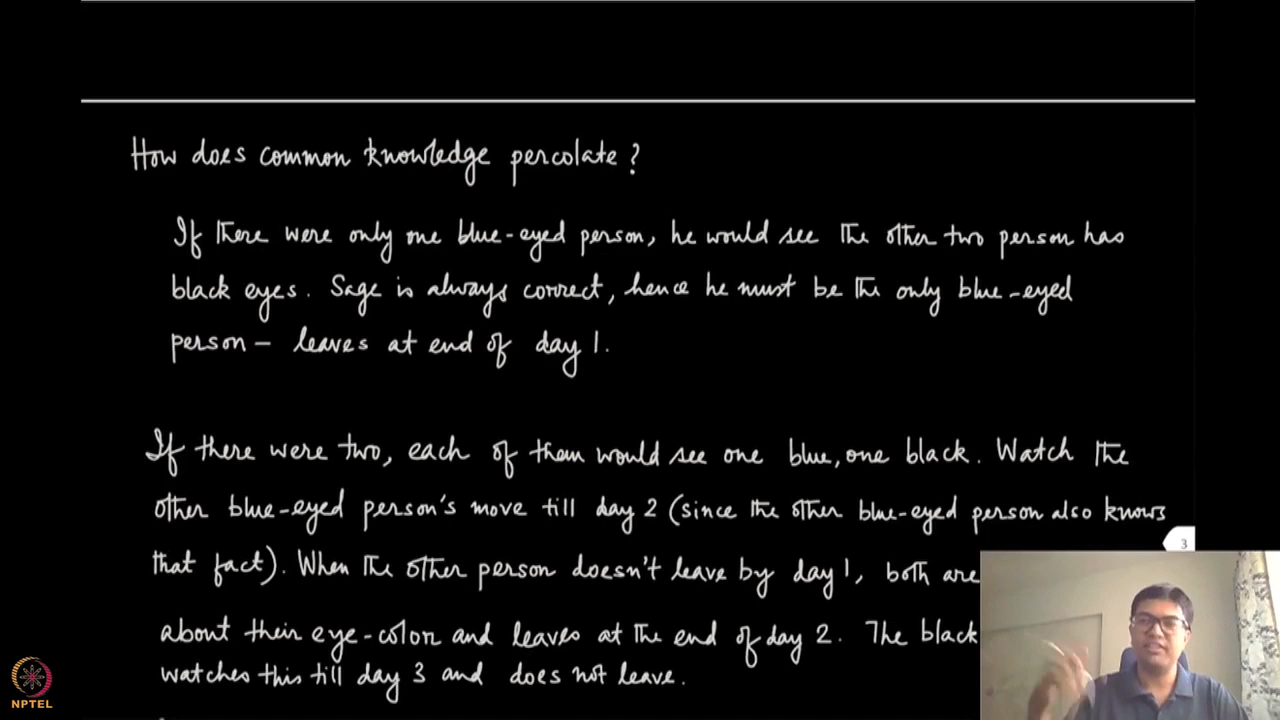 How does common knowledge percolate?
If there were only one blue-eyed person, he would see the other two person has
black eyes. Sage is always correct, hence he must be the only blue-eyed
person - leaves at end of day 1.
If there were two, each of them would see one blue, one black. Watch the
other blue-eyed person's move till day 2 (since the other blue-eyed person also knows
3
that fact). When the other person doesn't leave by day 1, both are
about their eye-color and leaves at the end of day 2. The black
watches this till day 3 and does not leave.
NPTEL